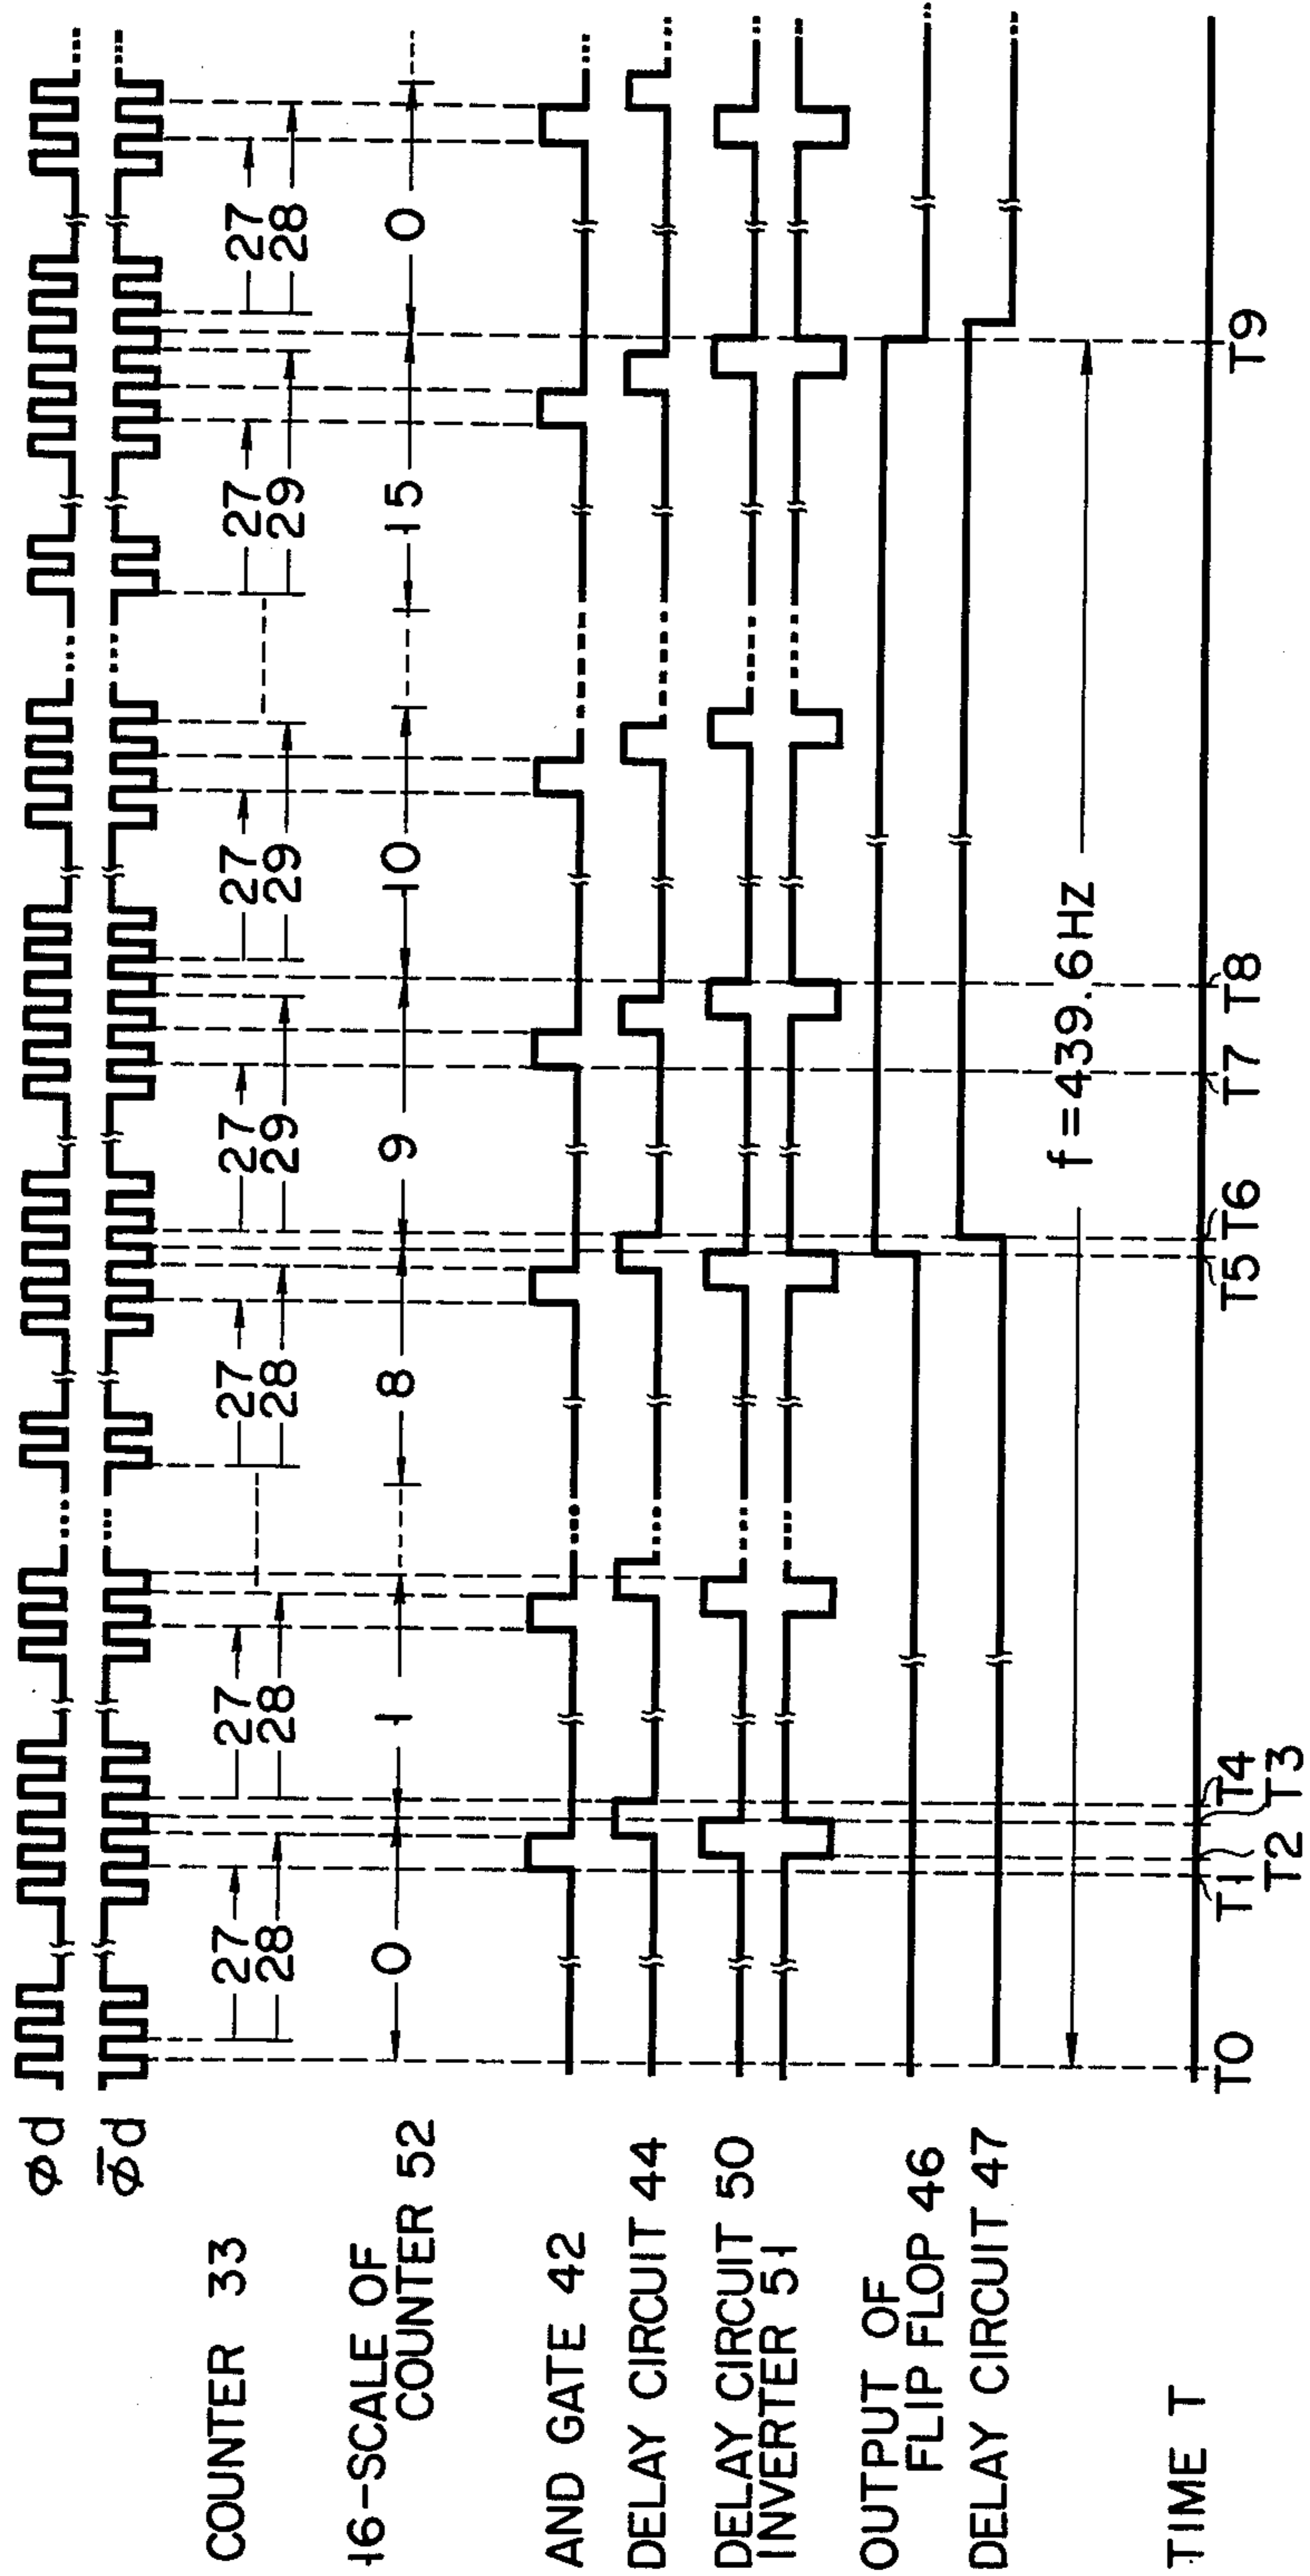 φd
φ̄d
COUNTER 33
27 27 27 27 27 27 27
28 28 28 29 29 29 28
16-SCALE OF
COUNTER 52
0 1 8 9 10 15 0
AND GATE 42
DELAY CIRCUIT 44
DELAY CIRCUIT 50
INVERTER 51
OUTPUT OF
FLIP FLOP 46
DELAY CIRCUIT 47
f=439.6Hz
TIME T
T0 T1 T2 T3 T4 T5 T6 T7 T8 T9